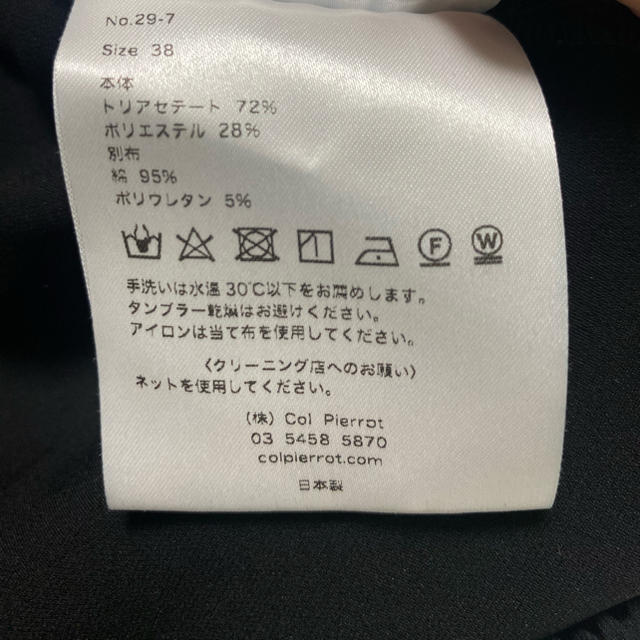 No.29-7
Size 38
本体
トリアセテート 72%
ポリエステル 28%
別布
綿 95%
ポリウレタン 5%
F W
手洗いは水温30℃以下をお薦めします。
タンブラー乾燥はお避けください。
アイロンは当て布を使用してください。
〈クリーニング店へのお願い〉
ネットを使用してください。
(株) Col Pierrot
03 5458 5870
colpierrot.com
日本製